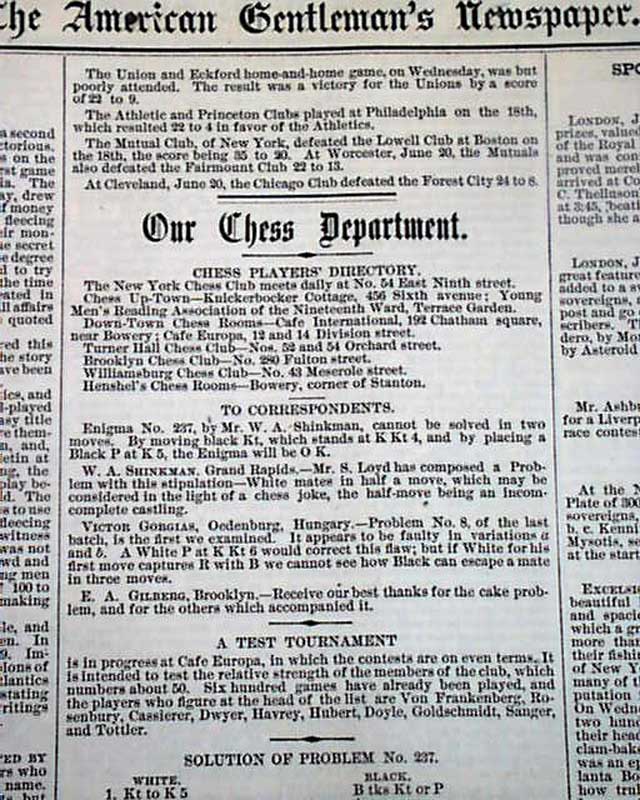 The American Gentleman's Newspaper.
The Union and Eckford home-and-home game, on Wednesday, was but
poorly attended. The result was a victory for the Unions by a score
of 22 to 9.
The Athletic and Princeton Clubs played at Philadelphia on the 18th,
which resulted 22 to 4 in favor of the Athletics.
The Mutual Club, of New York, defeated the Lowell Club at Boston on
the 18th, the score being 35 to 20. At Worcester, June 20, the Mutuals
also defeated the Fairmount Club 22 to 13.
At Cleveland, June 20, the Chicago Club defeated the Forest City 24 to 8.
Our Chess Department.
CHESS PLAYERS' DIRECTORY.
The New York Chess Club meets daily at No. 54 East Ninth street.
Chess Up-Town—Knickerbocker Cottage, 456 Sixth avenue; Young
Men's Reading Association of the Nineteenth Ward, Terrace Garden.
Down-Town Chess Rooms—Cafe International, 192 Chatham square,
near Bowery; Cafe Europa, 12 and 14 Division street.
Turner Hall Chess Club—Nos. 52 and 54 Orchard street.
Brooklyn Chess Club—No. 280 Fulton street.
Williamsburg Chess Club—No. 43 Meserole street.
Henshel's Chess Rooms—Bowery, corner of Stanton.
TO CORRESPONDENTS.
Enigma No. 237, by Mr. W. A. Shinkman, cannot be solved in two
moves. By moving black Kt, which stands at K Kt 4, and by placing a
Black P at K 5, the Enigma will be O K.
W. A. SHINKMAN, Grand Rapids.—Mr. S. Loyd has composed a Prob-
lem with this stipulation—White mates in half a move, which may be
considered in the light of a chess joke, the half-move being an incom-
complete castling.
VICTOR GORGIAS, Oedenburg, Hungary.—Problem No. 8, of the last
batch, is the first we examined. It appears to be faulty in variations a
and b. A White P at K Kt 6 would correct this flaw; but if White for his
first move captures R with B we cannot see how Black can escape a mate
in three moves.
E. A. GILBERG, Brooklyn.—Receive our best thanks for the cake prob-
lem, and for the others which accompanied it.
A TEST TOURNAMENT
is in progress at Cafe Europa, in which the contests are on even terms. It
is intended to test the relative strength of the members of the club, which
numbers about 50. Six hundred games have already been played, and
the players who figure at the head of the list are Von Frankenberg, Ro-
senbury, Cassierer, Dwyer, Havrey, Hubert, Doyle, Goldschmidt, Sanger,
and Tottler.
SOLUTION OF PROBLEM No. 237.
WHITE. BLACK.
1. Kt to K 5 B tks Kt or P